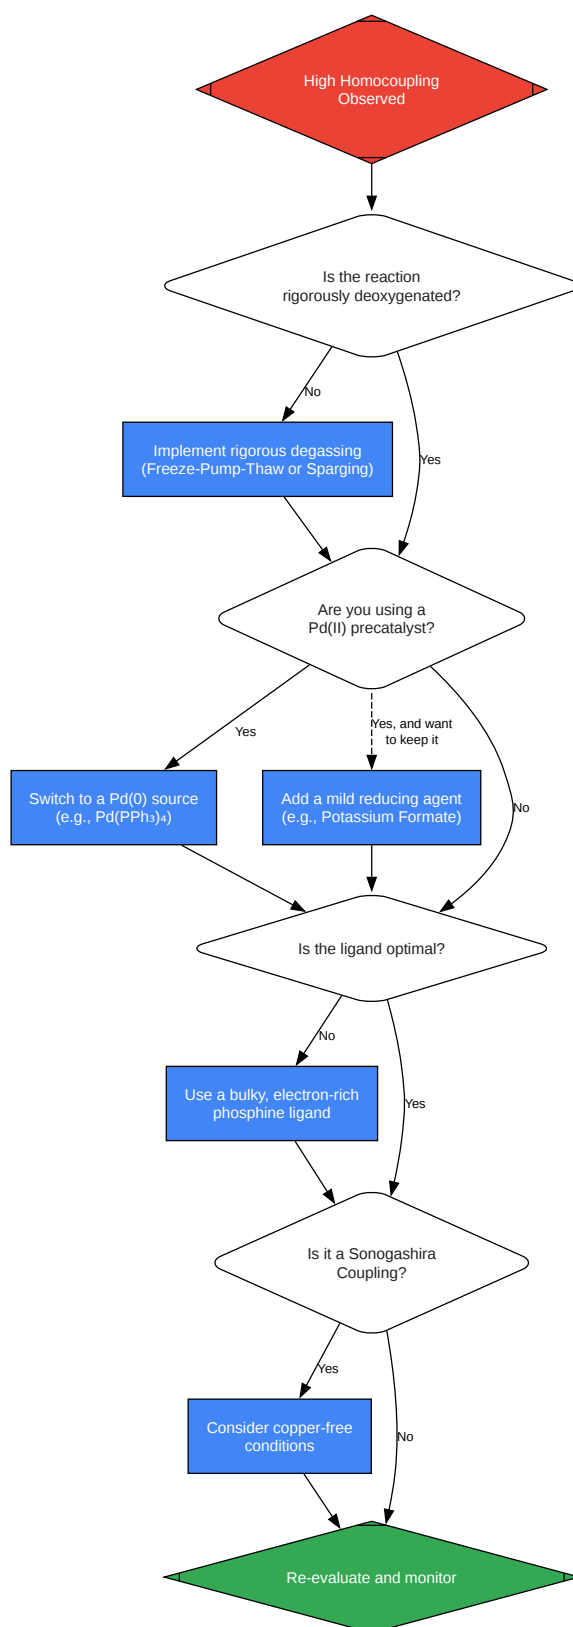 High Homocoupling
Observed
Is the reaction
rigorously deoxygenated?
No
Implement rigorous degassing
(Freeze-Pump-Thaw or Sparging)
Yes
Are you using a
Pd(II) precatalyst?
Yes
Yes, and want
to keep it
Switch to a Pd(0) source
(e.g., Pd(PPh₃)₄)
Add a mild reducing agent
(e.g., Potassium Formate)
No
Is the ligand optimal?
No
Use a bulky, electron-rich
phosphine ligand
Yes
Is it a Sonogashira
Coupling?
Yes
Consider copper-free
conditions
No
Re-evaluate and monitor